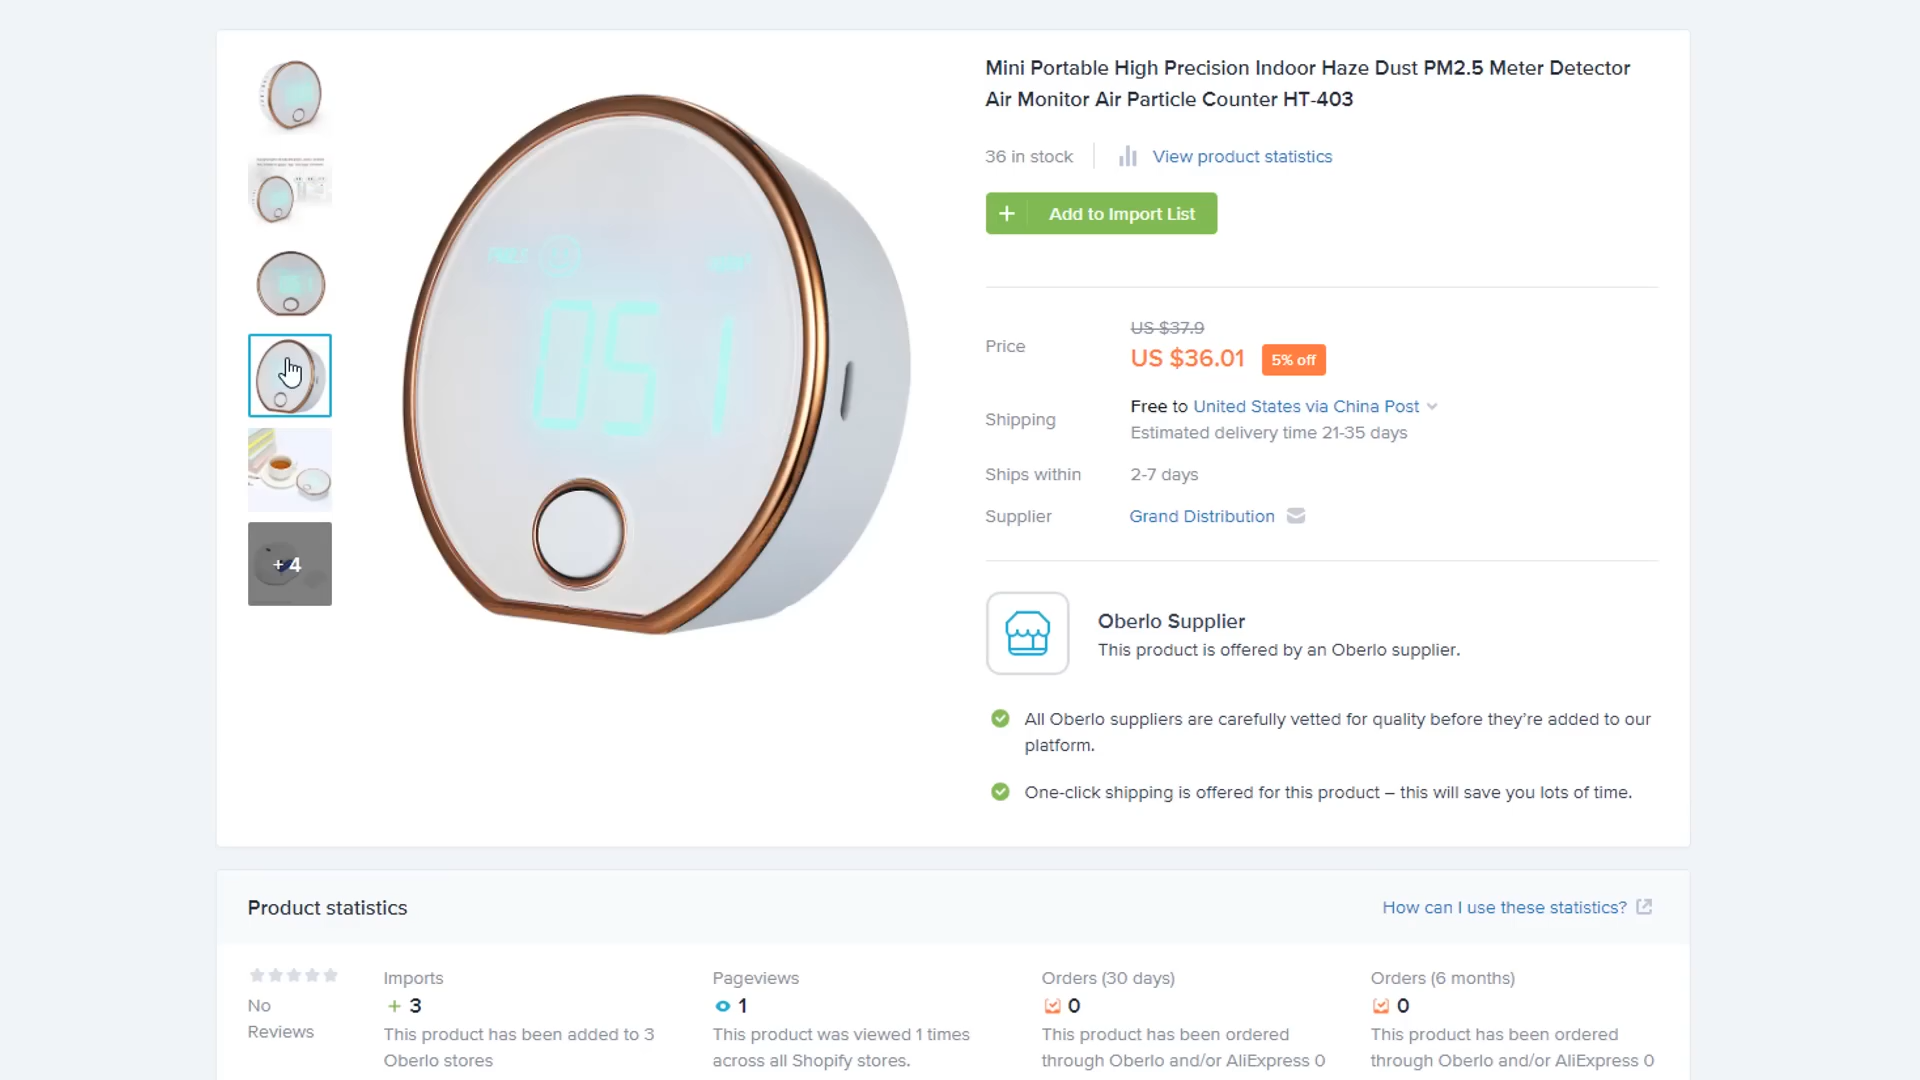 Mini Portable High Precision Indoor Haze Dust PM2.5 Meter Detector
Air Monitor Air Particle Counter HT-403
36 in stock
View product statistics
+ Add to Import List
PM2.5
051
+ 4
Price
US $37.9
US $36.01
5% off
Shipping
Free to United States via China Post
Estimated delivery time 21-35 days
Ships within
2-7 days
Supplier
Grand Distribution
Oberlo Supplier
This product is offered by an Oberlo supplier.
All Oberlo suppliers are carefully vetted for quality before they’re added to our
platform.
One-click shipping is offered for this product – this will save you lots of time.
Product statistics
How can I use these statistics?
No
Reviews
Imports
+ 3
This product has been added to 3
Oberlo stores
Pageviews
1
This product was viewed 1 times
across all Shopify stores.
Orders (30 days)
0
This product has been ordered
through Oberlo and/or AliExpress 0
Orders (6 months)
0
This product has been ordered
through Oberlo and/or AliExpress 0